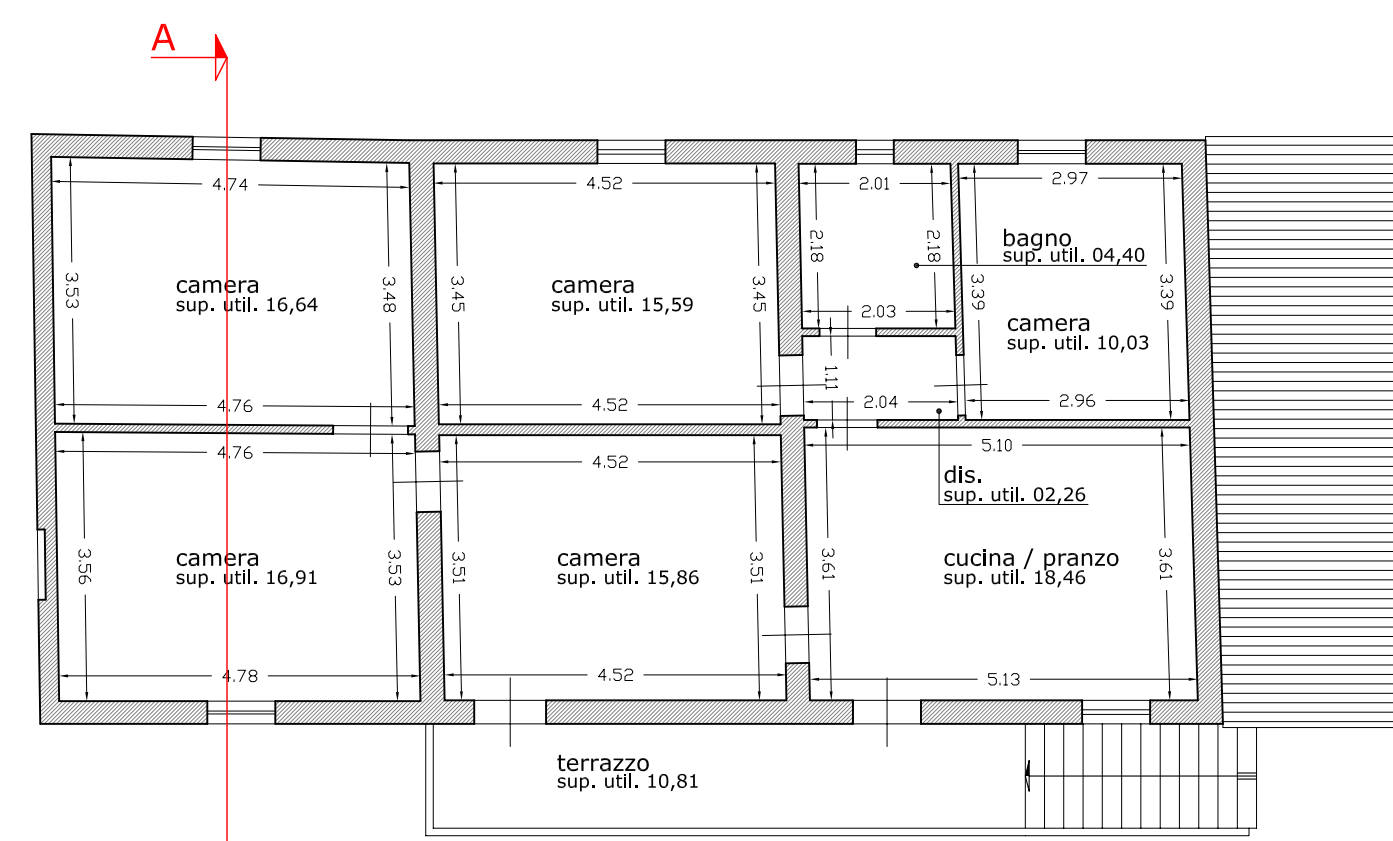 A
4.74
4.52
2.01
2.97
3.53
3.48
camera
sup. util. 16,64
3.45
3.45
camera
sup. util. 15,59
2.18
2.18
bagno
sup. util. 04,40
3.39
3.39
camera
sup. util. 10,03
2.03
1.11
4.76
4.52
2.04
2.96
4.76
4.52
5.10
dis.
sup. util. 02,26
3.56
3.53
camera
sup. util. 16,91
3.51
3.51
camera
sup. util. 15,86
3.61
3.61
cucina / pranzo
sup. util. 18,46
4.78
4.52
5.13
terrazzo
sup. util. 10,81